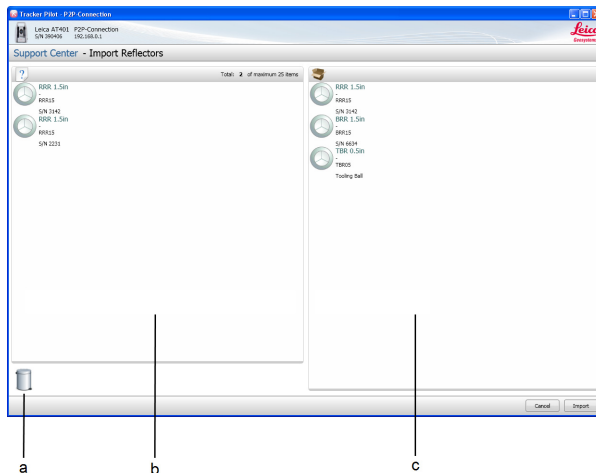 Tracker Pilot - P2P-Connection
Leica AT401 P2P-Connection
S/N 390406 192.168.0.1
Leica
Geosystems
Support Center - Import Reflectors
Total: 2 of maximum 25 items
RRR 1.5in
-
RRR15
S/N 3142
RRR 1.5in
-
RRR15
S/N 2231
RRR 1.5in
-
RRR15
S/N 3142
BRR 1.5in
-
BRR15
S/N 6634
TBR 0.5in
-
TBR05
Tooling Ball
Cancel Import
a b c